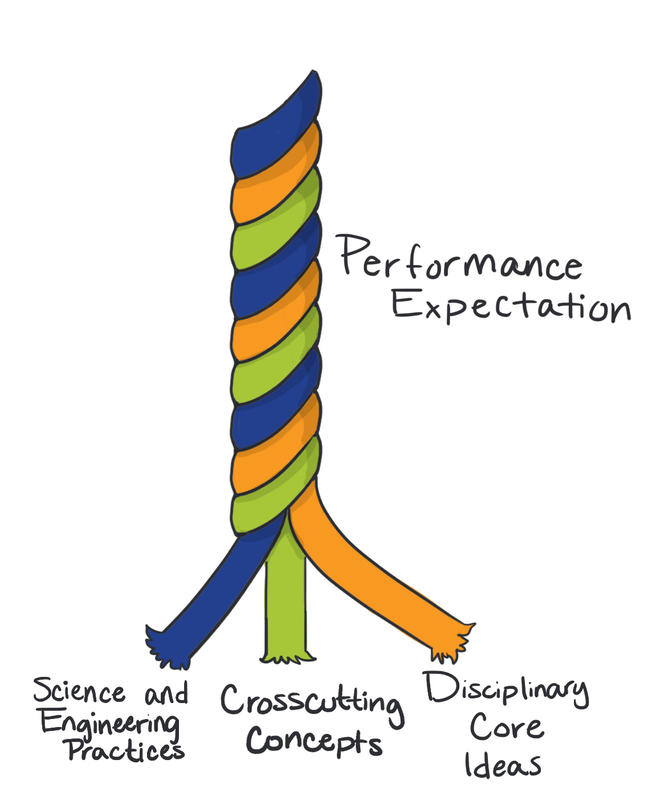 Performance
Expectation
Science and
Engineering
Practices
Crosscutting
Concepts
Disciplinary
Core
Ideas